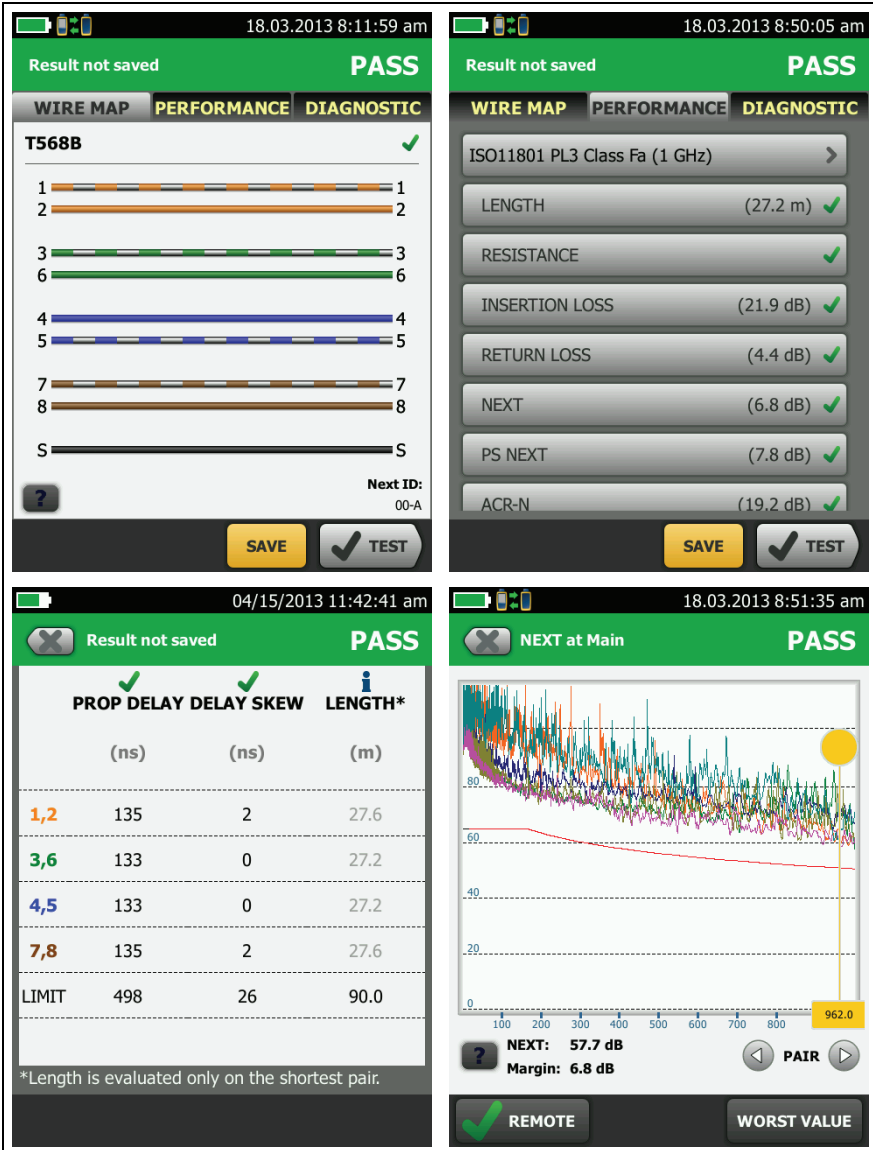 18.03.2013 8:11:59 am
Result not saved PASS
WIRE MAP PERFORMANCE DIAGNOSTIC
T568B
1 1
2 2
3 3
6 6
4 4
5 5
7 7
8 8
S S
Next ID:
? 00-A
SAVE TEST
18.03.2013 8:50:05 am
Result not saved PASS
WIRE MAP PERFORMANCE DIAGNOSTIC
ISO11801 PL3 Class Fa (1 GHz)
LENGTH (27.2 m)
RESISTANCE
INSERTION LOSS (21.9 dB)
RETURN LOSS (4.4 dB)
NEXT (6.8 dB)
PS NEXT (7.8 dB)
ACR-N (19.2 dB)
SAVE TEST
04/15/2013 11:42:41 am
Result not saved PASS
PROP DELAY DELAY SKEW LENGTH*
(ns) (ns) (m)
1,2 135 2 27.6
3,6 133 0 27.2
4,5 133 0 27.2
7,8 135 2 27.6
LIMIT 498 26 90.0
*Length is evaluated only on the shortest pair.
18.03.2013 8:51:35 am
NEXT at Main PASS
80
60
40
20
0
100 200 300 400 500 600 700 800 962.0
? NEXT: 57.7 dB
Margin: 6.8 dB
PAIR
REMOTE WORST VALUE